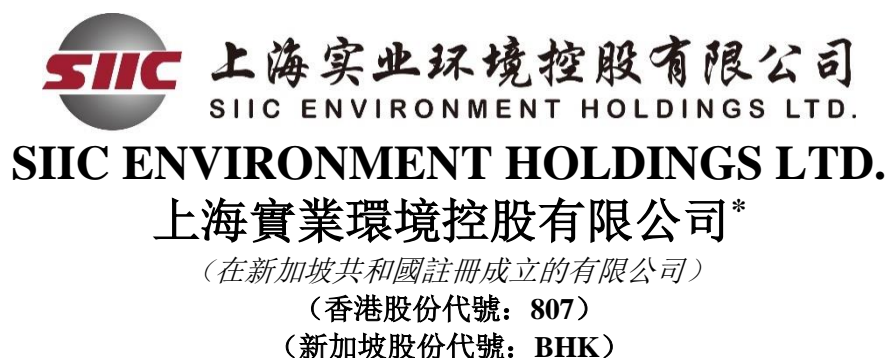 SIIC 上海实业环境控股有限公司
SIIC ENVIRONMENT HOLDINGS LTD.
SIIC ENVIRONMENT HOLDINGS LTD.
上海實業環境控股有限公司*
（在新加坡共和國註冊成立的有限公司）
（香港股份代號：807）
（新加坡股份代號：BHK）